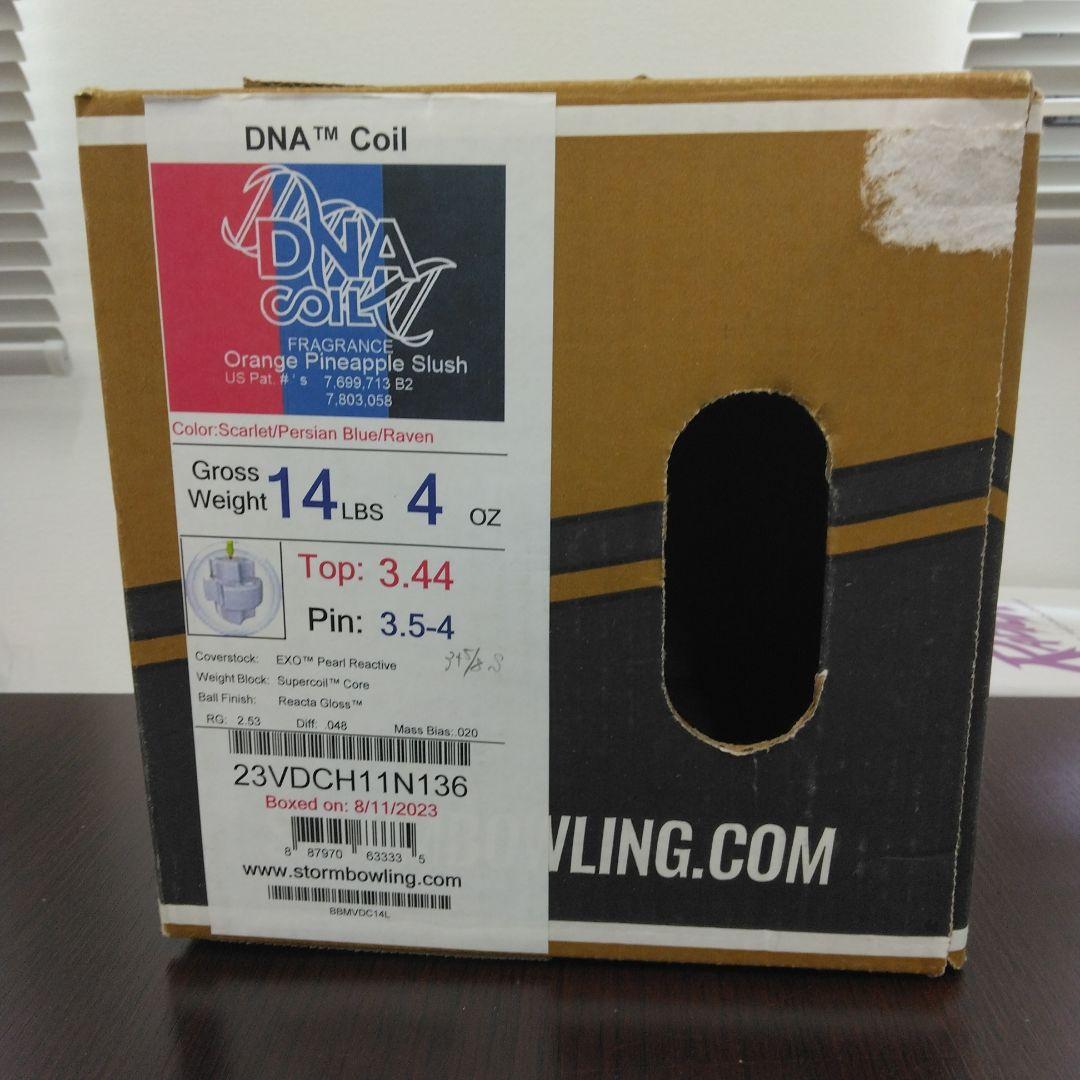 DNA™ Coil
DNA
COIL
FRAGRANCE
Orange Pineapple Slush
US Pat. # ' s 7,699,713 B2
7,803,058
Color:Scarlet/Persian Blue/Raven
Gross Weight 14 LBS 4 OZ
Top: 3.44
Pin: 3.5-4
Coverstock: EXO™ Pearl Reactive
Weight Block: Supercoil™ Core
Ball Finish: Reacta Gloss™
RG: 2.53 Diff: .048 Mass Bias:.020
23VDCH11N136
Boxed on: 8/11/2023
8 87970 63333 5
www.stormbowling.com
BBMVDC14L
BOWLING.COM